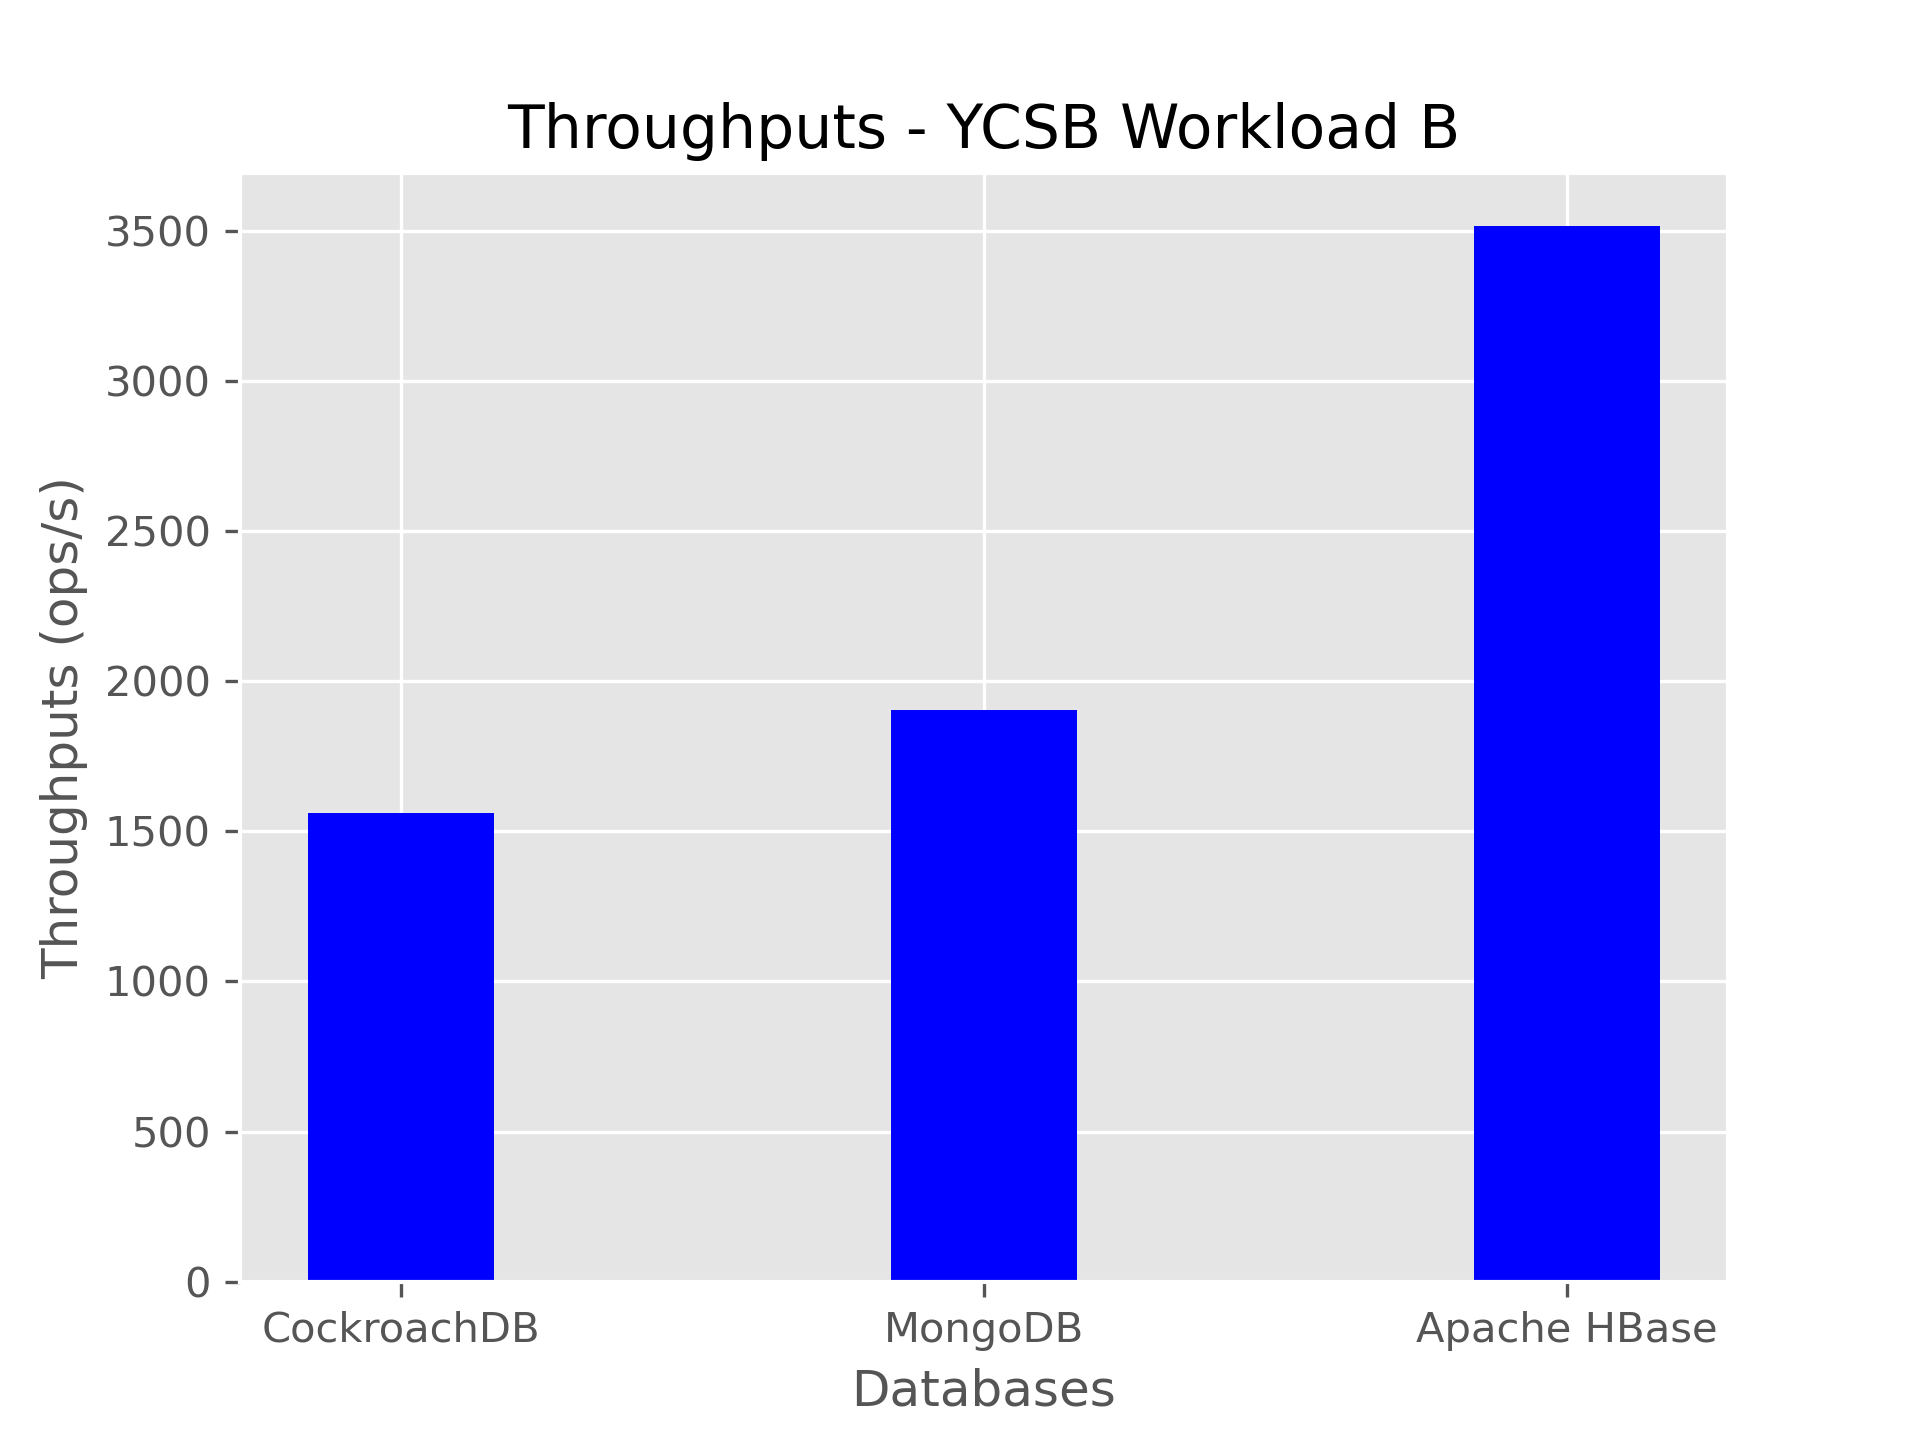 Throughputs - YCSB Workload B
Throughputs (ops/s)
3500
3000
2500
2000
1500
1000
500
0
CockroachDB MongoDB Apache HBase
Databases